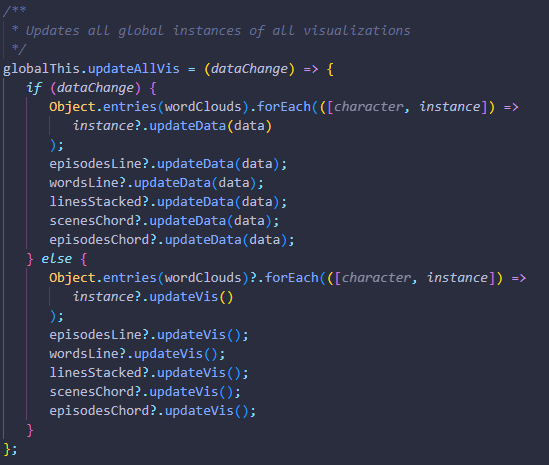 /**
 * Updates all global instances of all visualizations
 */
globalThis.updateAllVis = (dataChange) => {
   if (dataChange) {
      Object.entries(wordClouds).forEach(([character, instance]) =>
         instance?.updateData(data)
      );
      episodesLine?.updateData(data);
      wordsLine?.updateData(data);
      linesStacked?.updateData(data);
      scenesChord?.updateData(data);
      episodesChord?.updateData(data);
   } else {
      Object.entries(wordClouds)?.forEach(([character, instance]) =>
         instance?.updateVis()
      );
      episodesLine?.updateVis();
      wordsLine?.updateVis();
      linesStacked?.updateVis();
      scenesChord?.updateVis();
      episodesChord?.updateVis();
   }
};